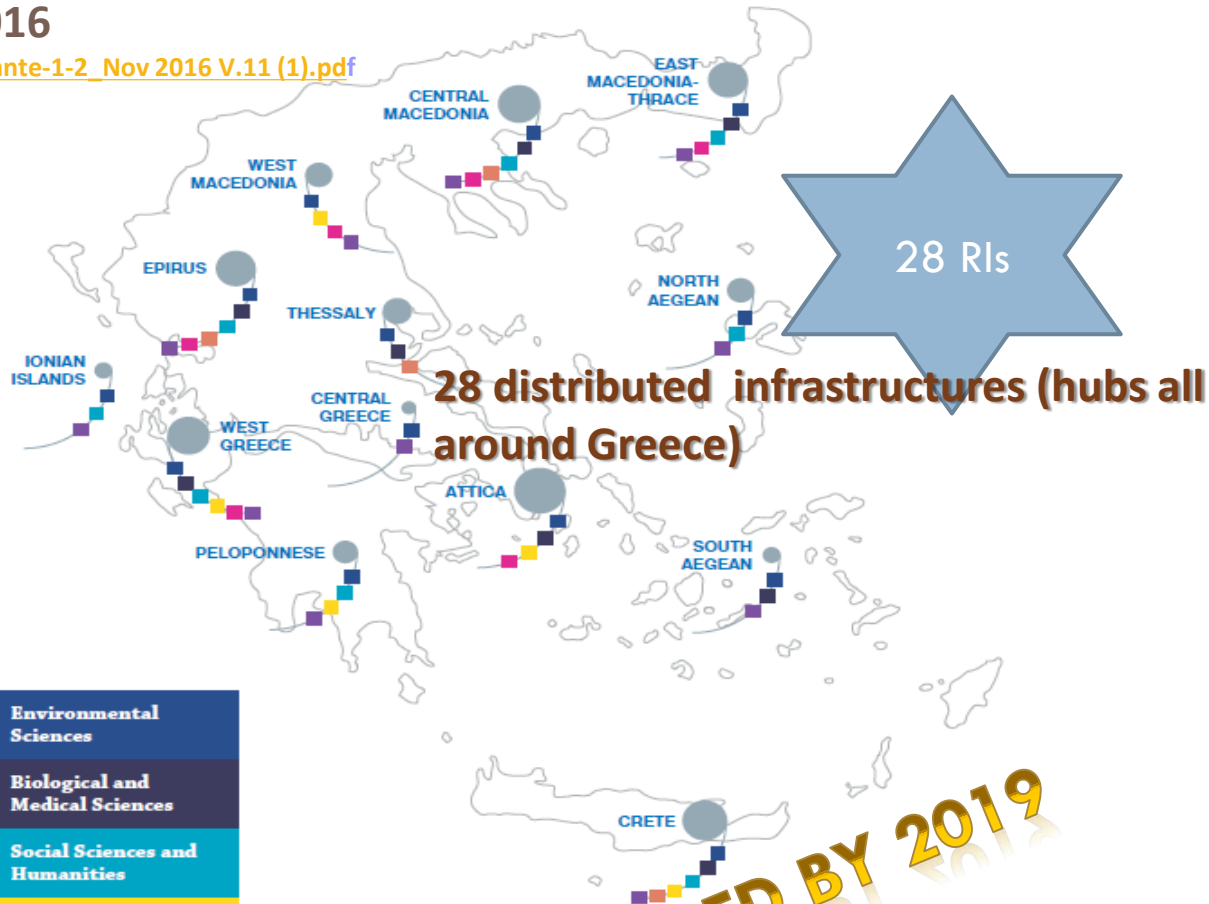 016
ante-1-2_Nov 2016 V.11 (1).pdf
EAST
MACEDONIA-
THRACE
CENTRAL
MACEDONIA
WEST
MACEDONIA
28 RIs
EPIRUS
NORTH
AEGEAN
THESSALY
IONIAN
ISLANDS
28 distributed infrastructures (hubs all
around Greece)
CENTRAL
GREECE
WEST
GREECE
ATTICA
PELOPONNESE
SOUTH
AEGEAN
Environmental
Sciences
Biological and
Medical Sciences
Social Sciences and
Humanities
CRETE
BY 2019